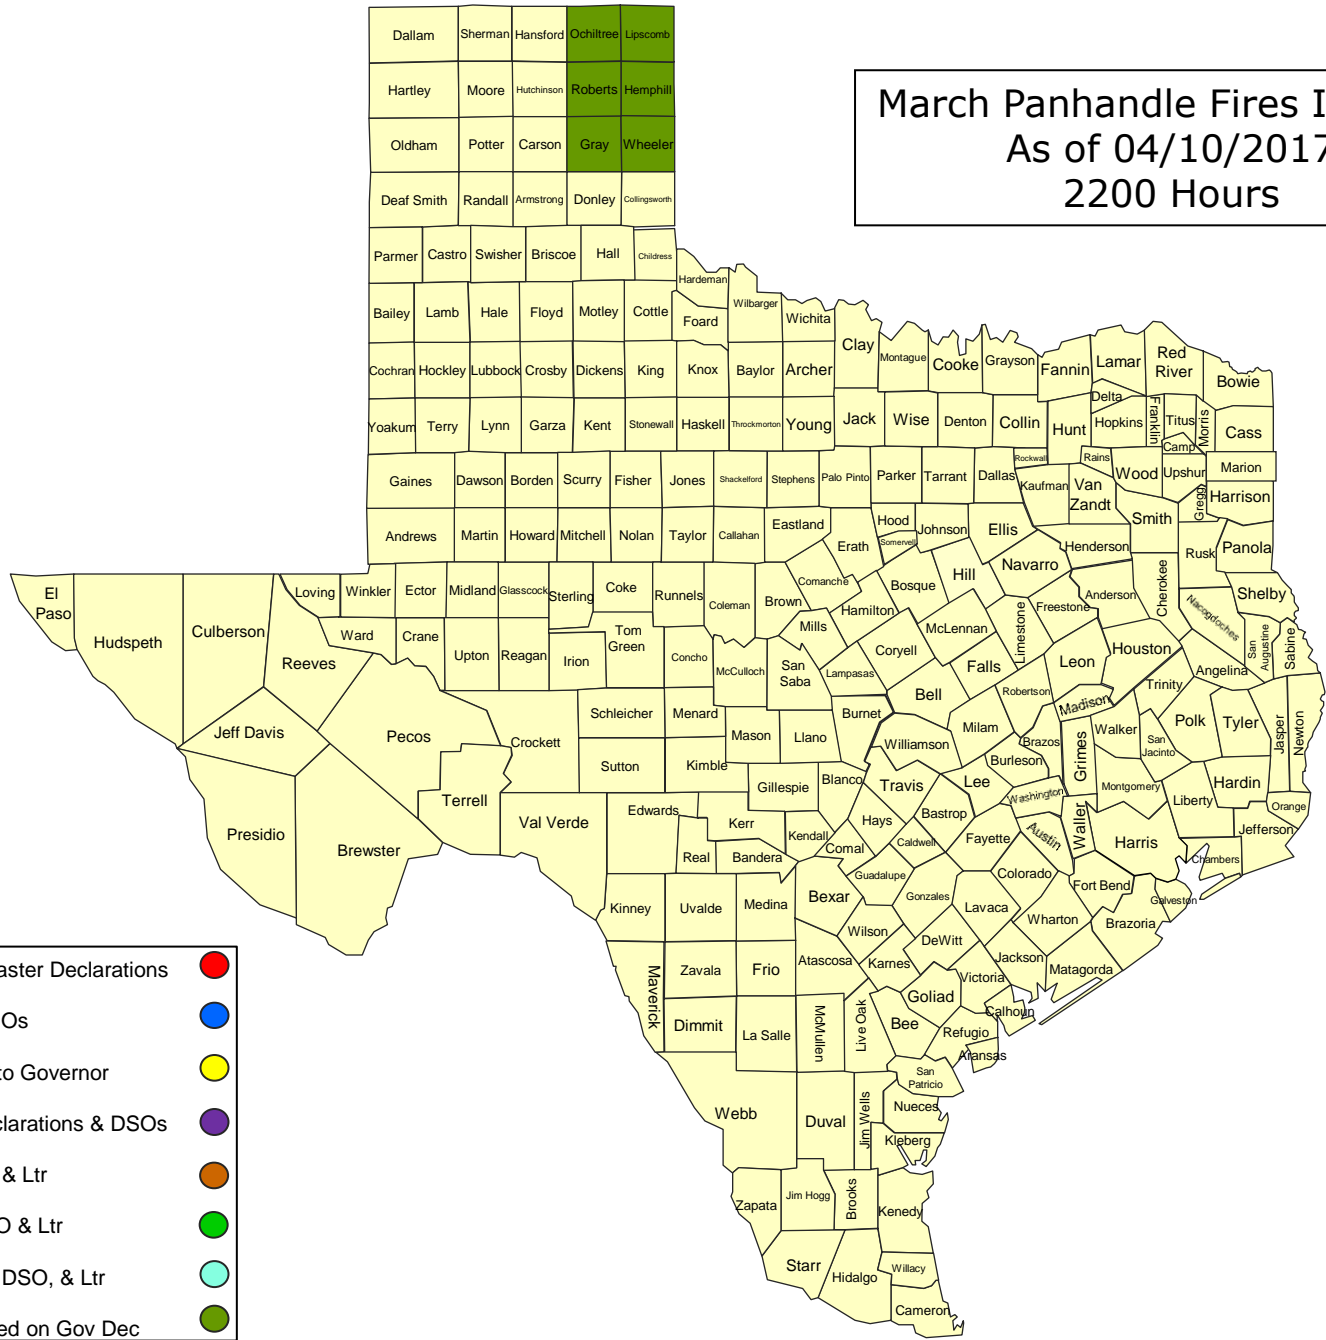 March Panhandle Fires I
As of 04/10/2017
2200 Hours
Dallam Sherman Hansford Ochiltree Lipscomb
Hartley Moore Hutchinson Roberts Hemphill
Oldham Potter Carson Gray Wheeler
Deaf Smith Randall Armstrong Donley Collingsworth
Parmer Castro Swisher Briscoe Hall Childress
Hardeman
Bailey Lamb Hale Floyd Motley Cottle Foard Wilbarger Wichita
Clay Montague Cooke Grayson Fannin Lamar Red River Bowie
Cochran Hockley Lubbock Crosby Dickens King Knox Baylor Archer
Delta
Yoakum Terry Lynn Garza Kent Stonewall Haskell Throckmorton Young Jack Wise Denton Collin Hunt Hopkins Franklin Titus Morris Cass
Camp
Rockwall Rains
Gaines Dawson Borden Scurry Fisher Jones Shackelford Stephens Palo Pinto Parker Tarrant Dallas Kaufman Van Zandt Wood Upshur Marion
Gregg Harrison
Andrews Martin Howard Mitchell Nolan Taylor Callahan Eastland Erath Hood Somervell Johnson Ellis Henderson Smith Rusk Panola
El Paso Hudspeth Culberson Loving Winkler Ector Midland Glasscock Sterling Coke Runnels Coleman Brown Comanche Hamilton Bosque Hill Navarro Freestone Anderson Cherokee Nacogdoches Shelby
Reeves Ward Crane Upton Reagan Irion Tom Green Concho McCulloch San Saba Mills Lampasas Coryell McLennan Limestone Falls Leon Houston Angelina San Augustine Sabine
Jeff Davis Pecos Crockett Schleicher Menard Mason Llano Burnet Bell Milam Robertson Madison Trinity
Williamson Brazos Grimes Walker San Jacinto Polk Tyler Jasper Newton
Terrell Sutton Kimble Gillespie Blanco Travis Lee Burleson Washington Montgomery Liberty Hardin Orange
Presidio Brewster Val Verde Edwards Kerr Kendall Hays Bastrop Caldwell Fayette Austin Waller Harris Jefferson
Real Bandera Comal Guadalupe Gonzales Colorado Fort Bend Chambers Galveston
Kinney Uvalde Medina Bexar Wilson Lavaca Wharton Brazoria
Maverick Zavala Frio Atascosa Karnes DeWitt Victoria Jackson Matagorda
Dimmit La Salle McMullen Live Oak Bee Goliad Refugio Calhoun
Aransas
San Patricio
Webb Duval Jim Wells Nueces
Kleberg
Zapata Jim Hogg Brooks Kenedy
Starr Hidalgo Willacy
Cameron
aster Declarations
Os
to Governor
clarations & DSOs
& Ltr
O & Ltr
DSO, & Ltr
ed on Gov Dec